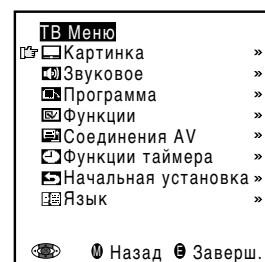 ТВ Меню
Картинка »
Звуковое »
Программа »
Функции »
Соединения AV »
Функции таймера »
Начальная установка »
Язык »
M Назад E Заверш.